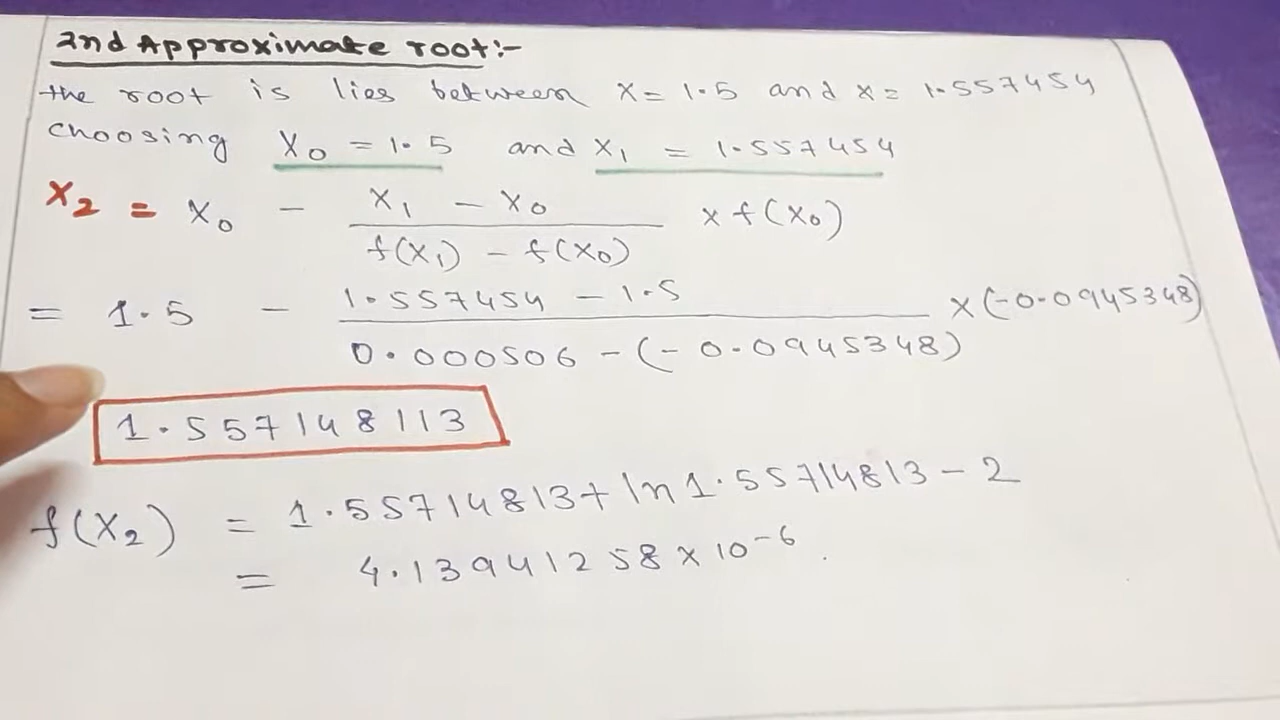 2nd Approximate root:-
the root is lies between x = 1.5 and x = 1.557454
choosing x₀ = 1.5 and x₁ = 1.557454
x₂ = x₀ - (x₁ - x₀) / (f(x₁) - f(x₀)) × f(x₀)
= 1.5 - (1.557454 - 1.5) / (0.000506 - (-0.0945348)) × (-0.0945348)
1.557148113
f(x₂) = 1.55714813 + ln 1.55714813 - 2
= 4.13941258 × 10⁻⁶